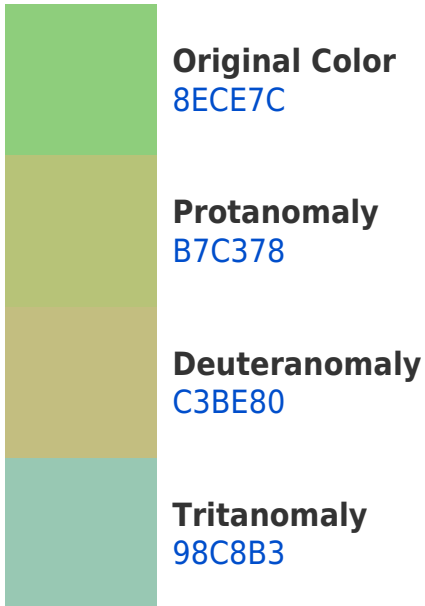 Original Color
8ECE7C
Protanomaly
B7C378
Deuteranomaly
C3BE80
Tritanomaly
98C8B3